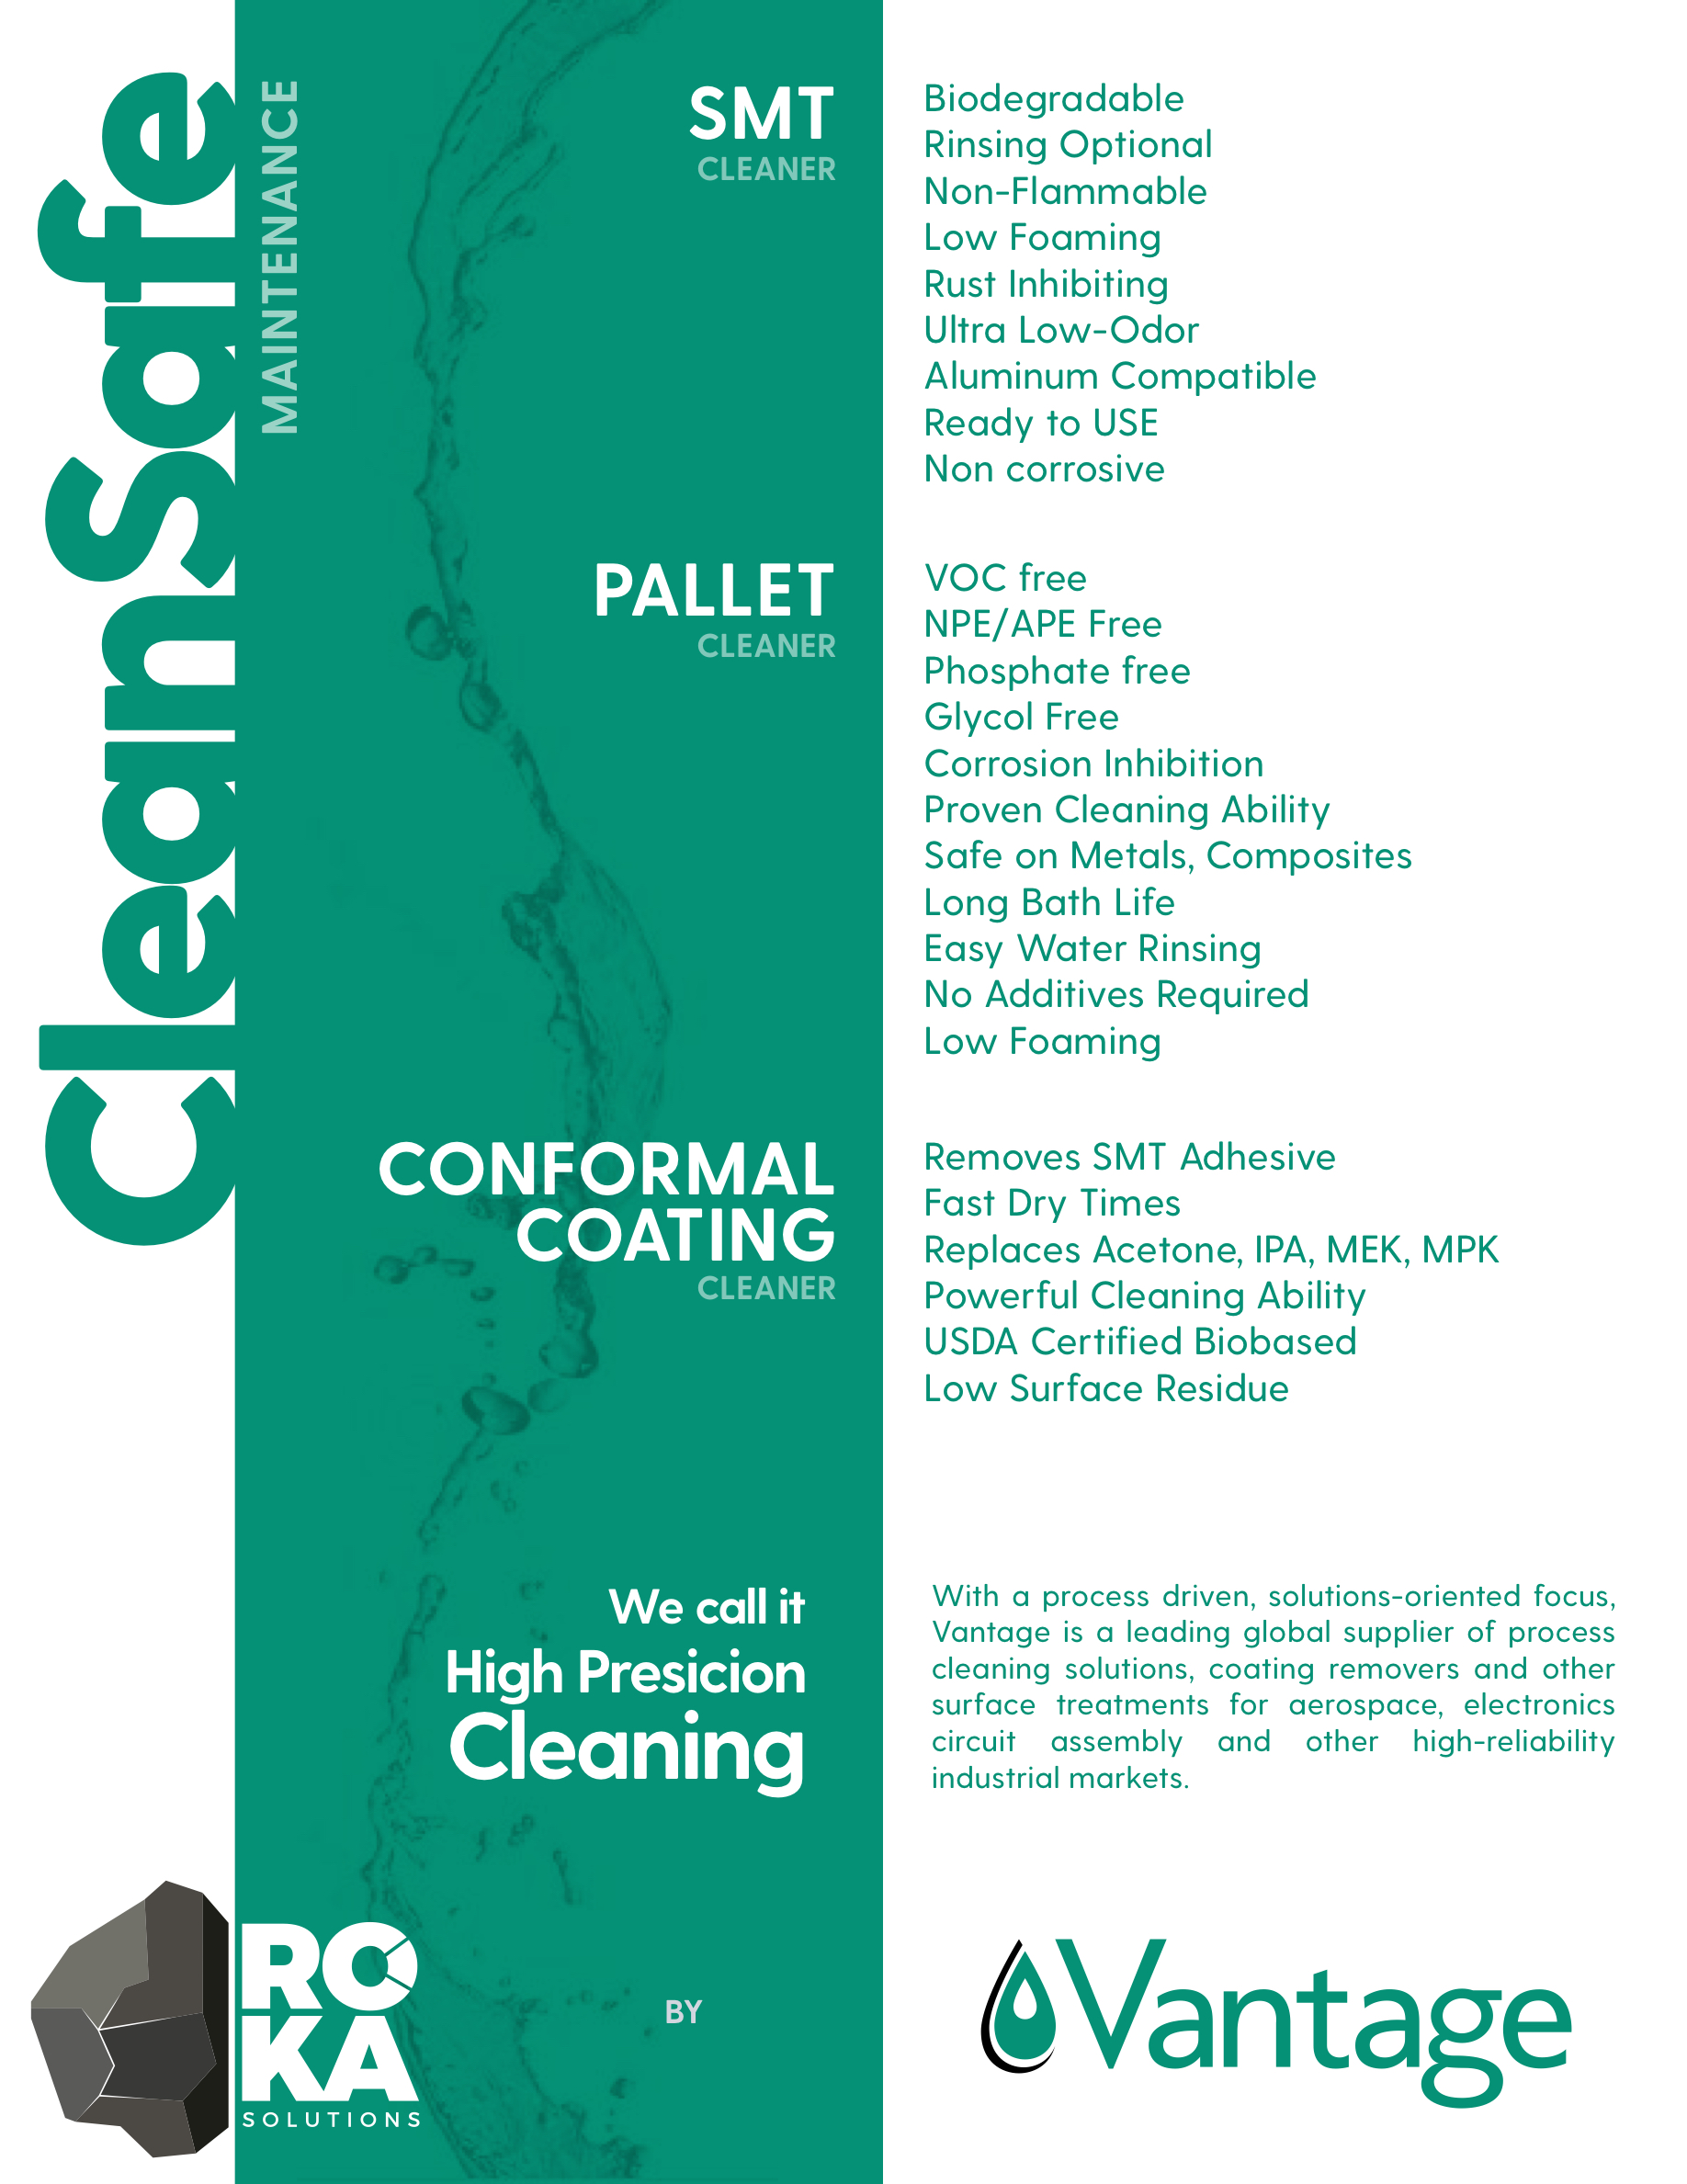 CleanSafe
MAINTENANCE
SMT
CLEANER
Biodegradable
Rinsing Optional
Non-Flammable
Low Foaming
Rust Inhibiting
Ultra Low-Odor
Aluminum Compatible
Ready to USE
Non corrosive
PALLET
CLEANER
VOC free
NPE/APE Free
Phosphate free
Glycol Free
Corrosion Inhibition
Proven Cleaning Ability
Safe on Metals, Composites
Long Bath Life
Easy Water Rinsing
No Additives Required
Low Foaming
CONFORMAL
COATING
CLEANER
Removes SMT Adhesive
Fast Dry Times
Replaces Acetone, IPA, MEK, MPK
Powerful Cleaning Ability
USDA Certified Biobased
Low Surface Residue
We call it
High Presicion
Cleaning
With a process driven, solutions-oriented focus,
Vantage is a leading global supplier of process
cleaning solutions, coating removers and other
surface treatments for aerospace, electronics
circuit assembly and other high-reliability
industrial markets.
RO
KA
SOLUTIONS
BY
Vantage